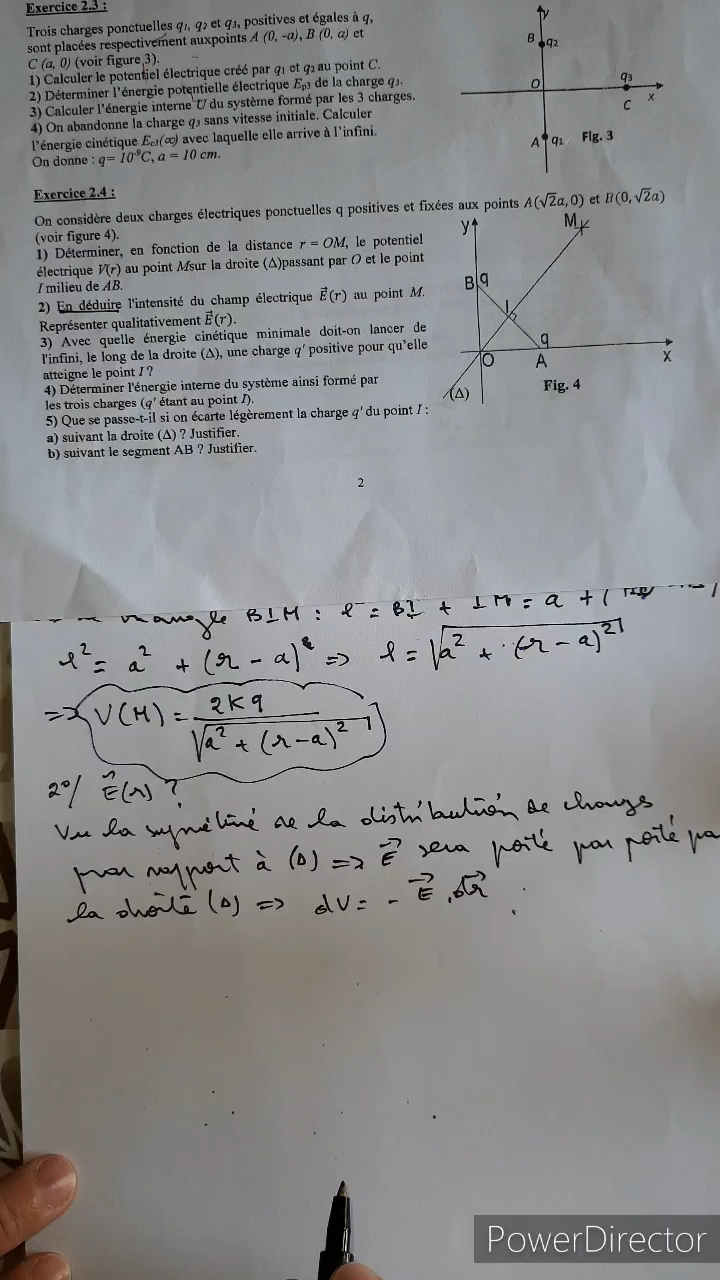 Exercice 2.3 :
Trois charges ponctuelles q1, q2 et q3, positives et égales à q,
sont placées respectivement auxpoints A (0, -a), B (0, a) et
C (a, 0) (voir figure 3).
1) Calculer le potentiel électrique créé par q1 et q2 au point C.
2) Déterminer l'énergie potentielle électrique Ep3 de la charge q3.
3) Calculer l'énergie interne U du système formé par les 3 charges.
4) On abandonne la charge q3 sans vitesse initiale. Calculer
l'énergie cinétique Ec3(∞) avec laquelle elle arrive à l'infini.
On donne : q= 10⁻⁹C, a = 10 cm.
y
B q2
O
q3
C
x
A q1
Fig. 3
Exercice 2.4 :
On considère deux charges électriques ponctuelles q positives et fixées aux points A(√2a, 0) et B(0, √2a)
(voir figure 4).
1) Déterminer, en fonction de la distance r = OM, le potentiel
électrique V(r) au point Msur la droite (Δ)passant par O et le point
I milieu de AB.
2) En déduire l'intensité du champ électrique E⃗(r) au point M.
Représenter qualitativement E⃗(r).
3) Avec quelle énergie cinétique minimale doit-on lancer de
l'infini, le long de la droite (Δ), une charge q' positive pour qu'elle
atteigne le point I ?
4) Déterminer l'énergie interne du système ainsi formé par
les trois charges (q' étant au point I).
5) Que se passe-t-il si on écarte légèrement la charge q' du point I :
a) suivant la droite (Δ) ? Justifier.
b) suivant le segment AB ? Justifier.
y
M
B q
I
q
O
A
x
(Δ)
Fig. 4
2
triangle BIM : l² = BI² + IM² = a² + (
l² = a² + (r - a)² => l = √(a² + (r - a)²)
=> V(M) = 2Kq / √(a² + (r-a)²)
2°/ E⃗(r) ?
Vu la symétrie de la distribution de charges
par rapport à (Δ) => E⃗ sera porté par porté pa
la droite (Δ) => dV = - E⃗ . dr⃗
PowerDirector